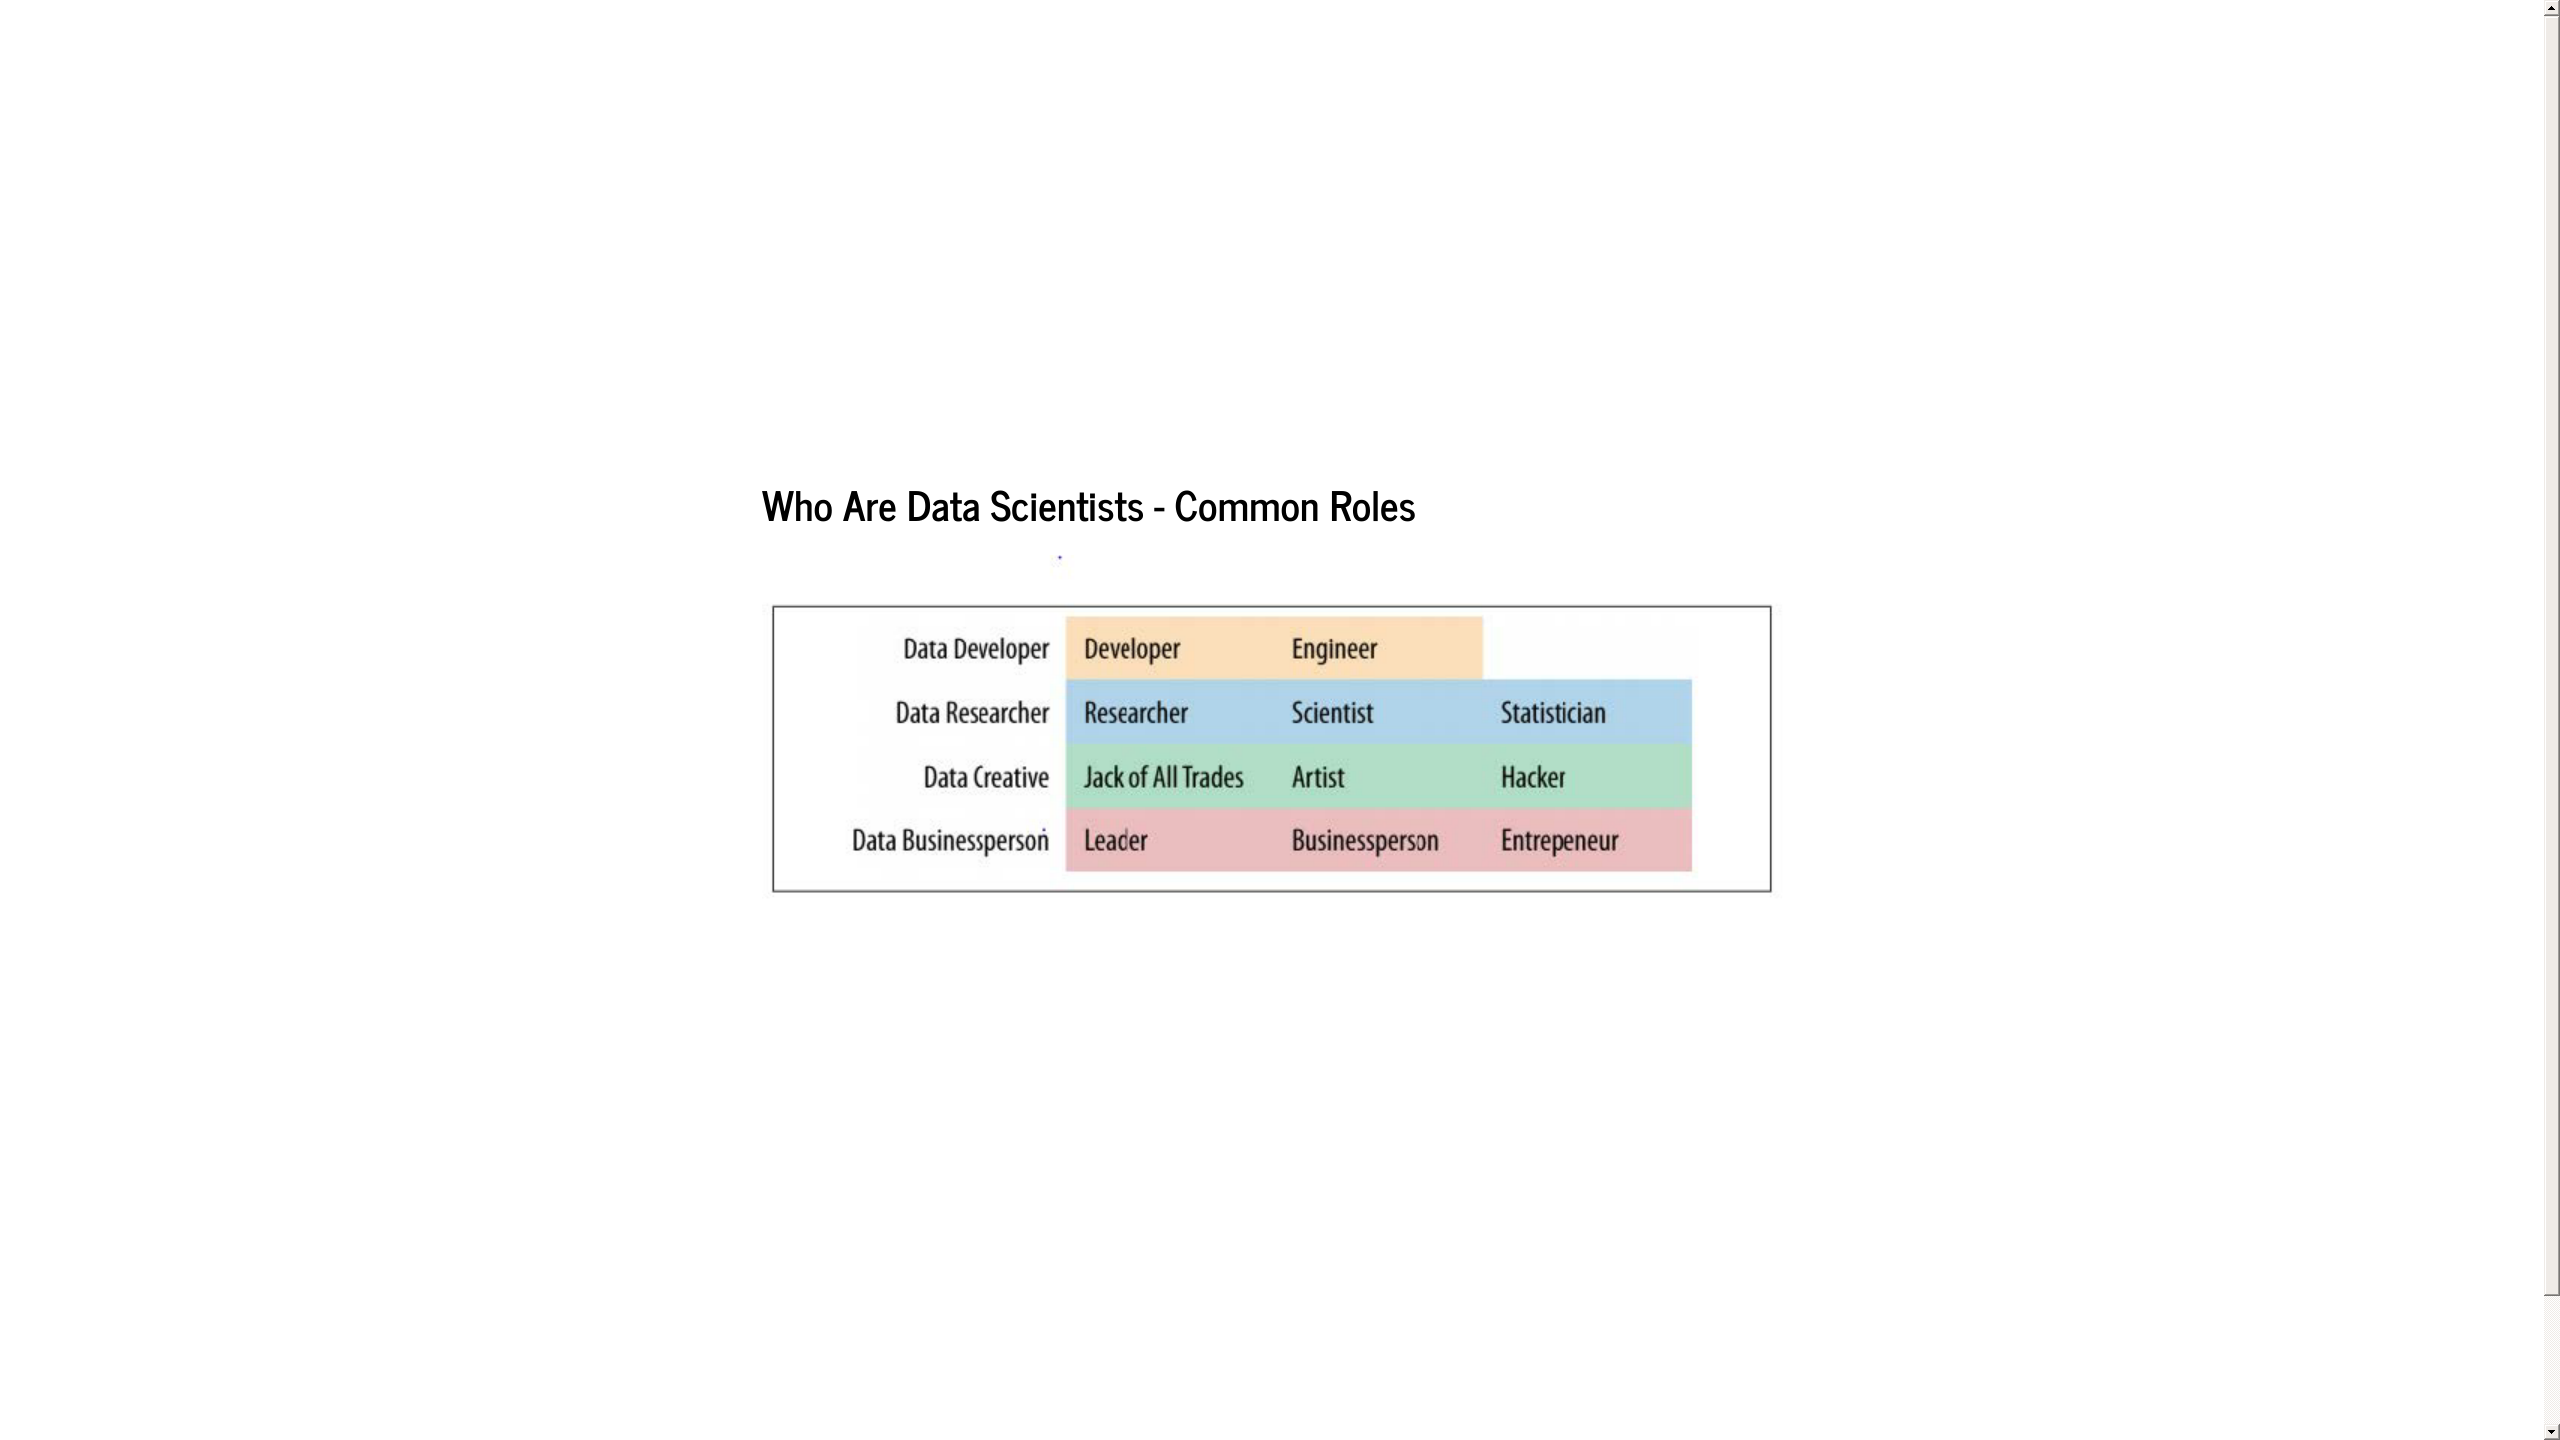 Who Are Data Scientists - Common Roles
Data Developer Developer Engineer
Data Researcher Researcher Scientist Statistician
Data Creative Jack of All Trades Artist Hacker
Data Businessperson Leader Businessperson Entrepeneur